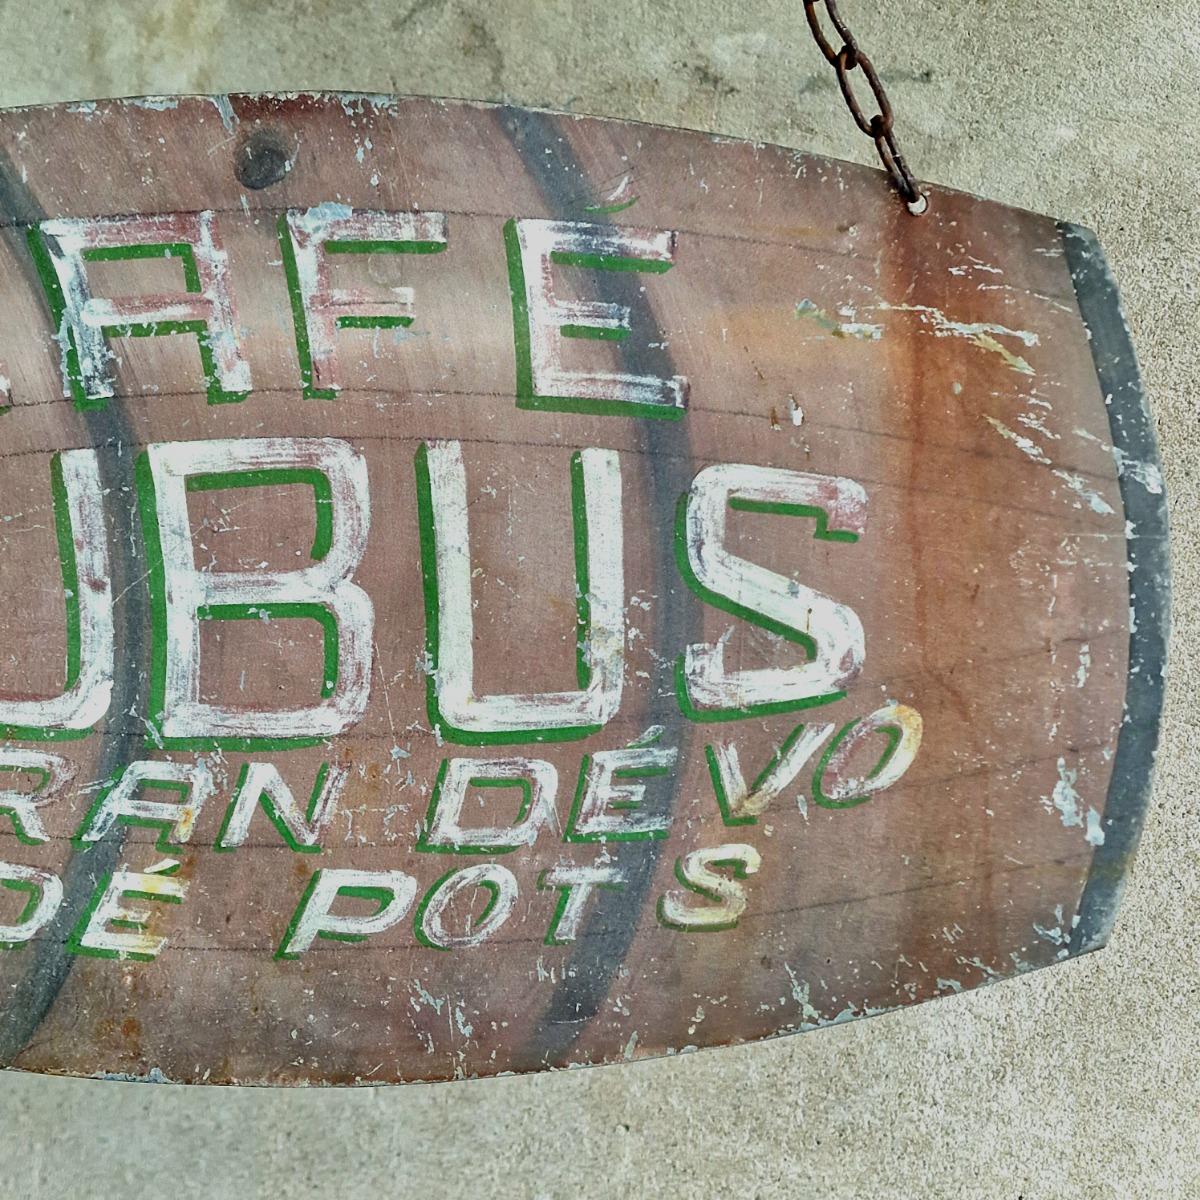 AFÉ
UBUS
RAN DÉVO
DÉ POTS